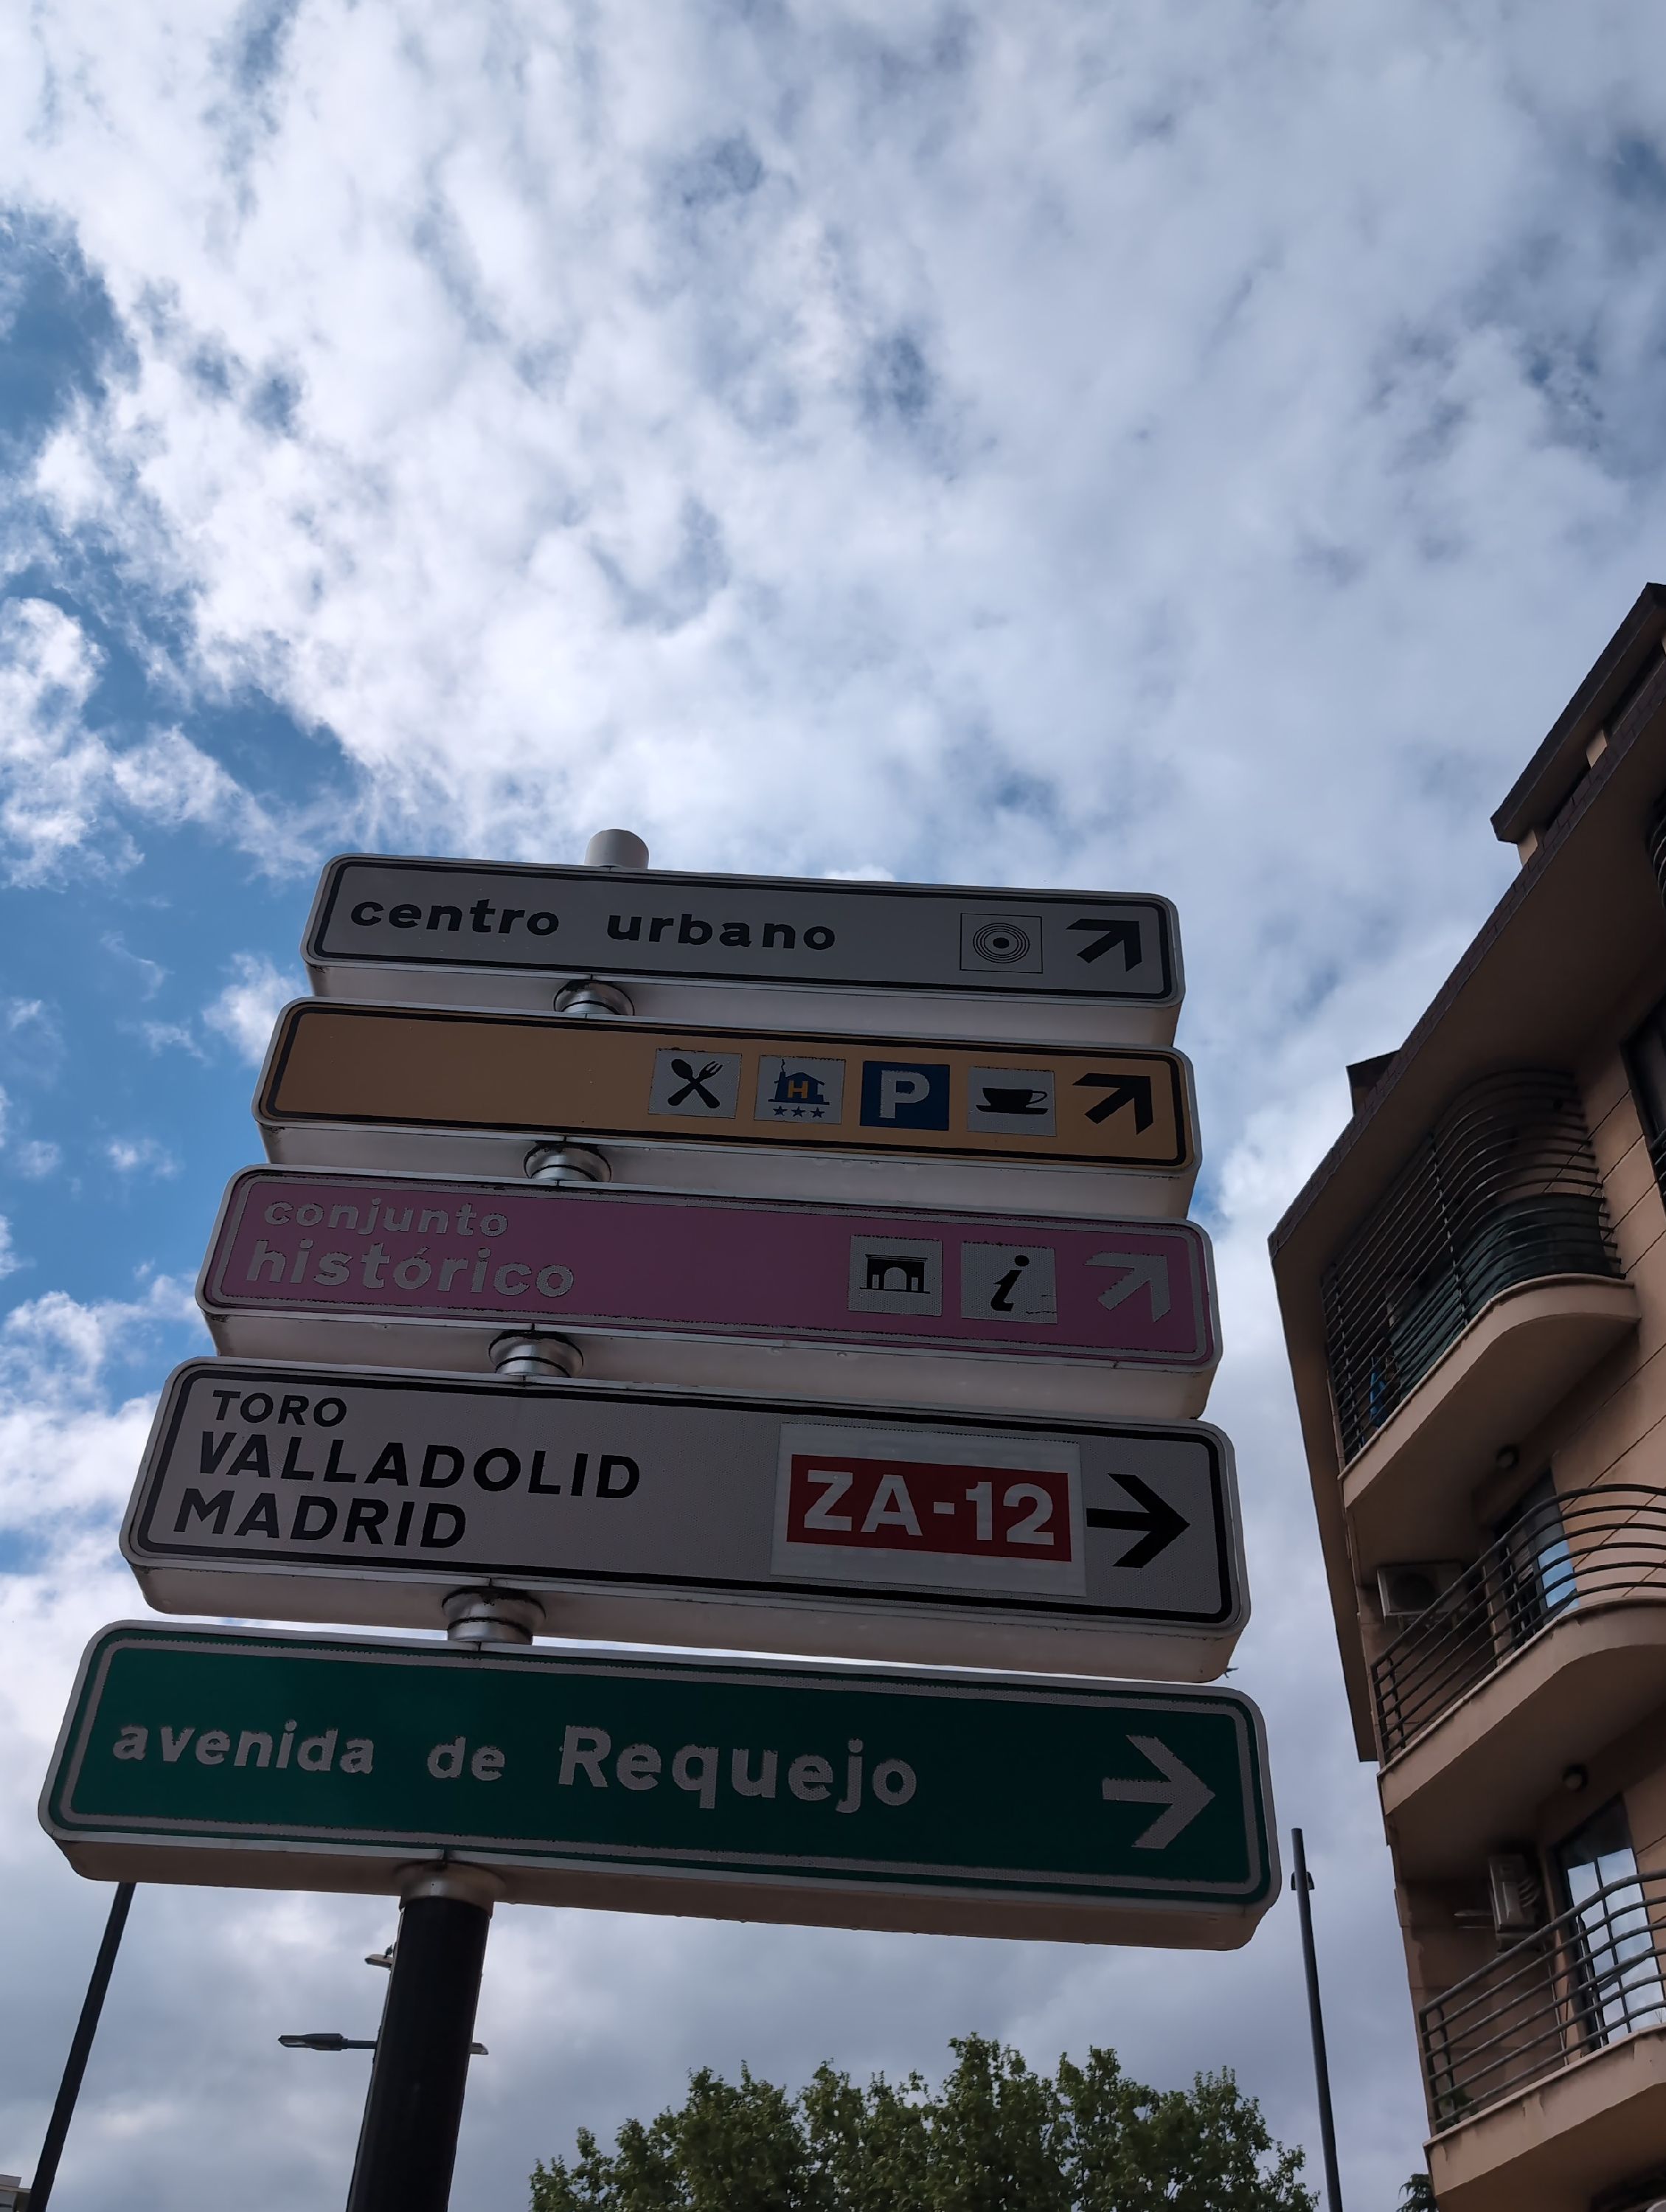 centro urbano
H P
conjunto
histórico
i
TORO
VALLADOLID
MADRID
ZA-12
avenida de Requejo